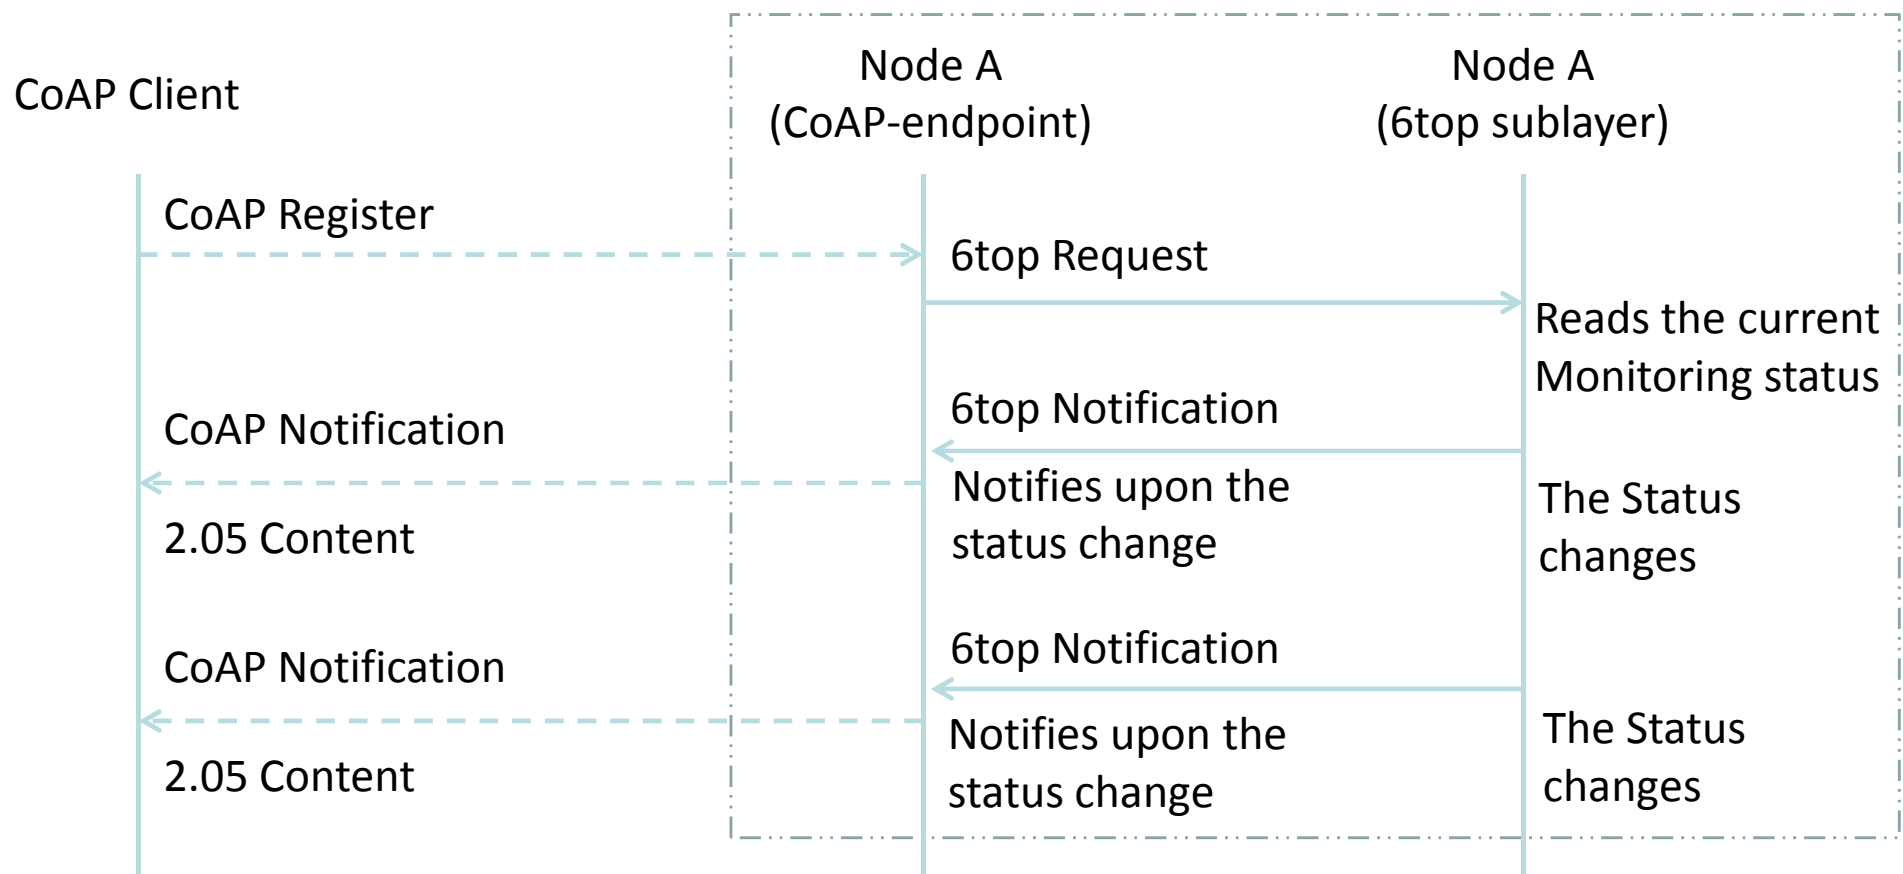 CoAP Client
Node A
(CoAP-endpoint)
Node A
(6top sublayer)
CoAP Register
6top Request
Reads the current
Monitoring status
6top Notification
CoAP Notification
Notifies upon the
status change
The Status
changes
2.05 Content
6top Notification
CoAP Notification
Notifies upon the
status change
The Status
changes
2.05 Content